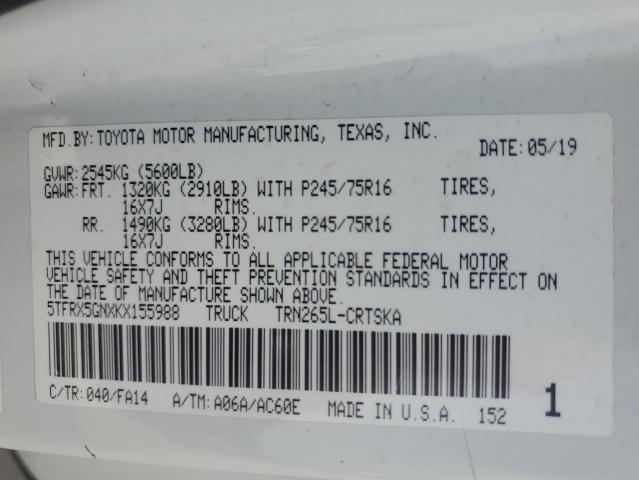 MFD.BY:TOYOTA MOTOR MANUFACTURING, TEXAS, INC.
DATE:05/19
GVWR:2545KG (5600LB)
GAWR:FRT. 1320KG (2910LB) WITH P245/75R16 TIRES,
16X7J RIMS.
RR. 1490KG (3280LB) WITH P245/75R16 TIRES,
16X7J RIMS.
THIS VEHICLE CONFORMS TO ALL APPLICABLE FEDERAL MOTOR
VEHICLE SAFETY AND THEFT PREVENTION STANDARDS IN EFFECT ON
THE DATE OF MANUFACTURE SHOWN ABOVE.
5TFRX5GNXKX155988 TRUCK TRN265L-CRTSKA
C/TR:040/FA14 A/TM:A06A/AC60E MADE IN U.S.A. 152 1